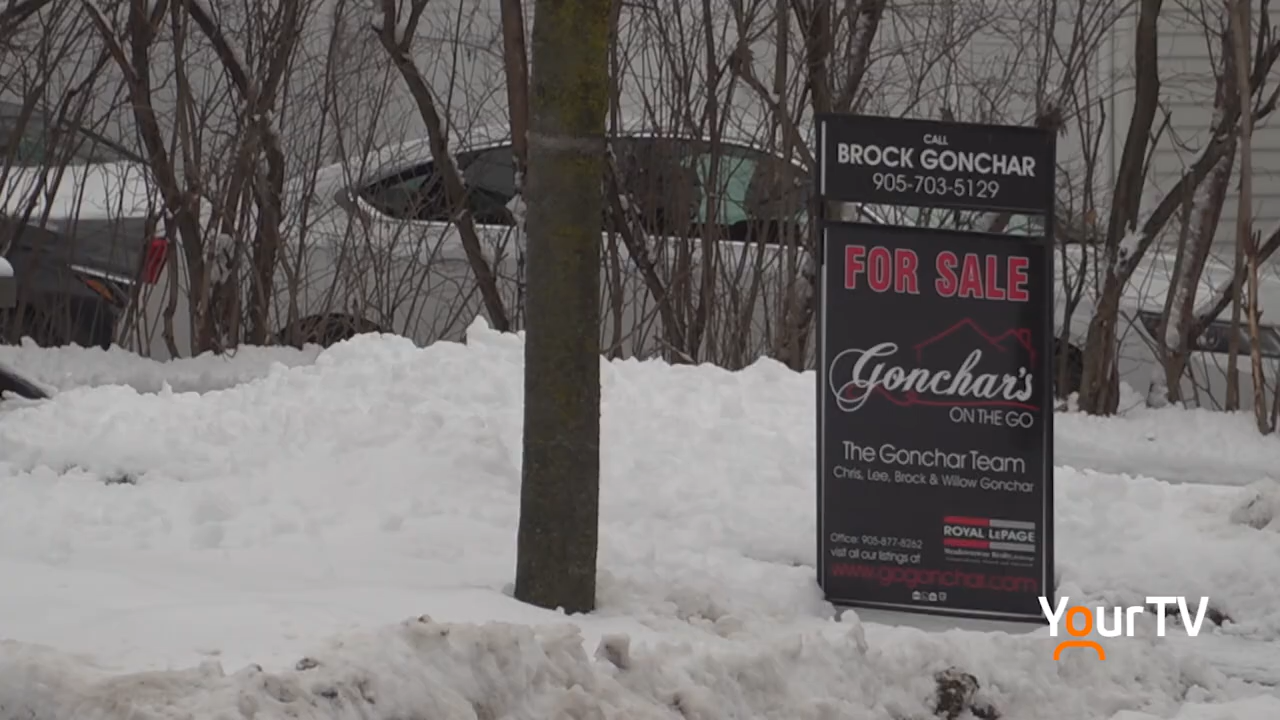 CALL
BROCK GONCHAR
905-703-5129
FOR SALE
Gonchar's
ON THE GO
The Gonchar Team
Chris, Lee, Brock & Willow Gonchar
ROYAL LEPAGE
Office: 905-877-8262
visit all our listings at
www.gogonchar.com
YourTV